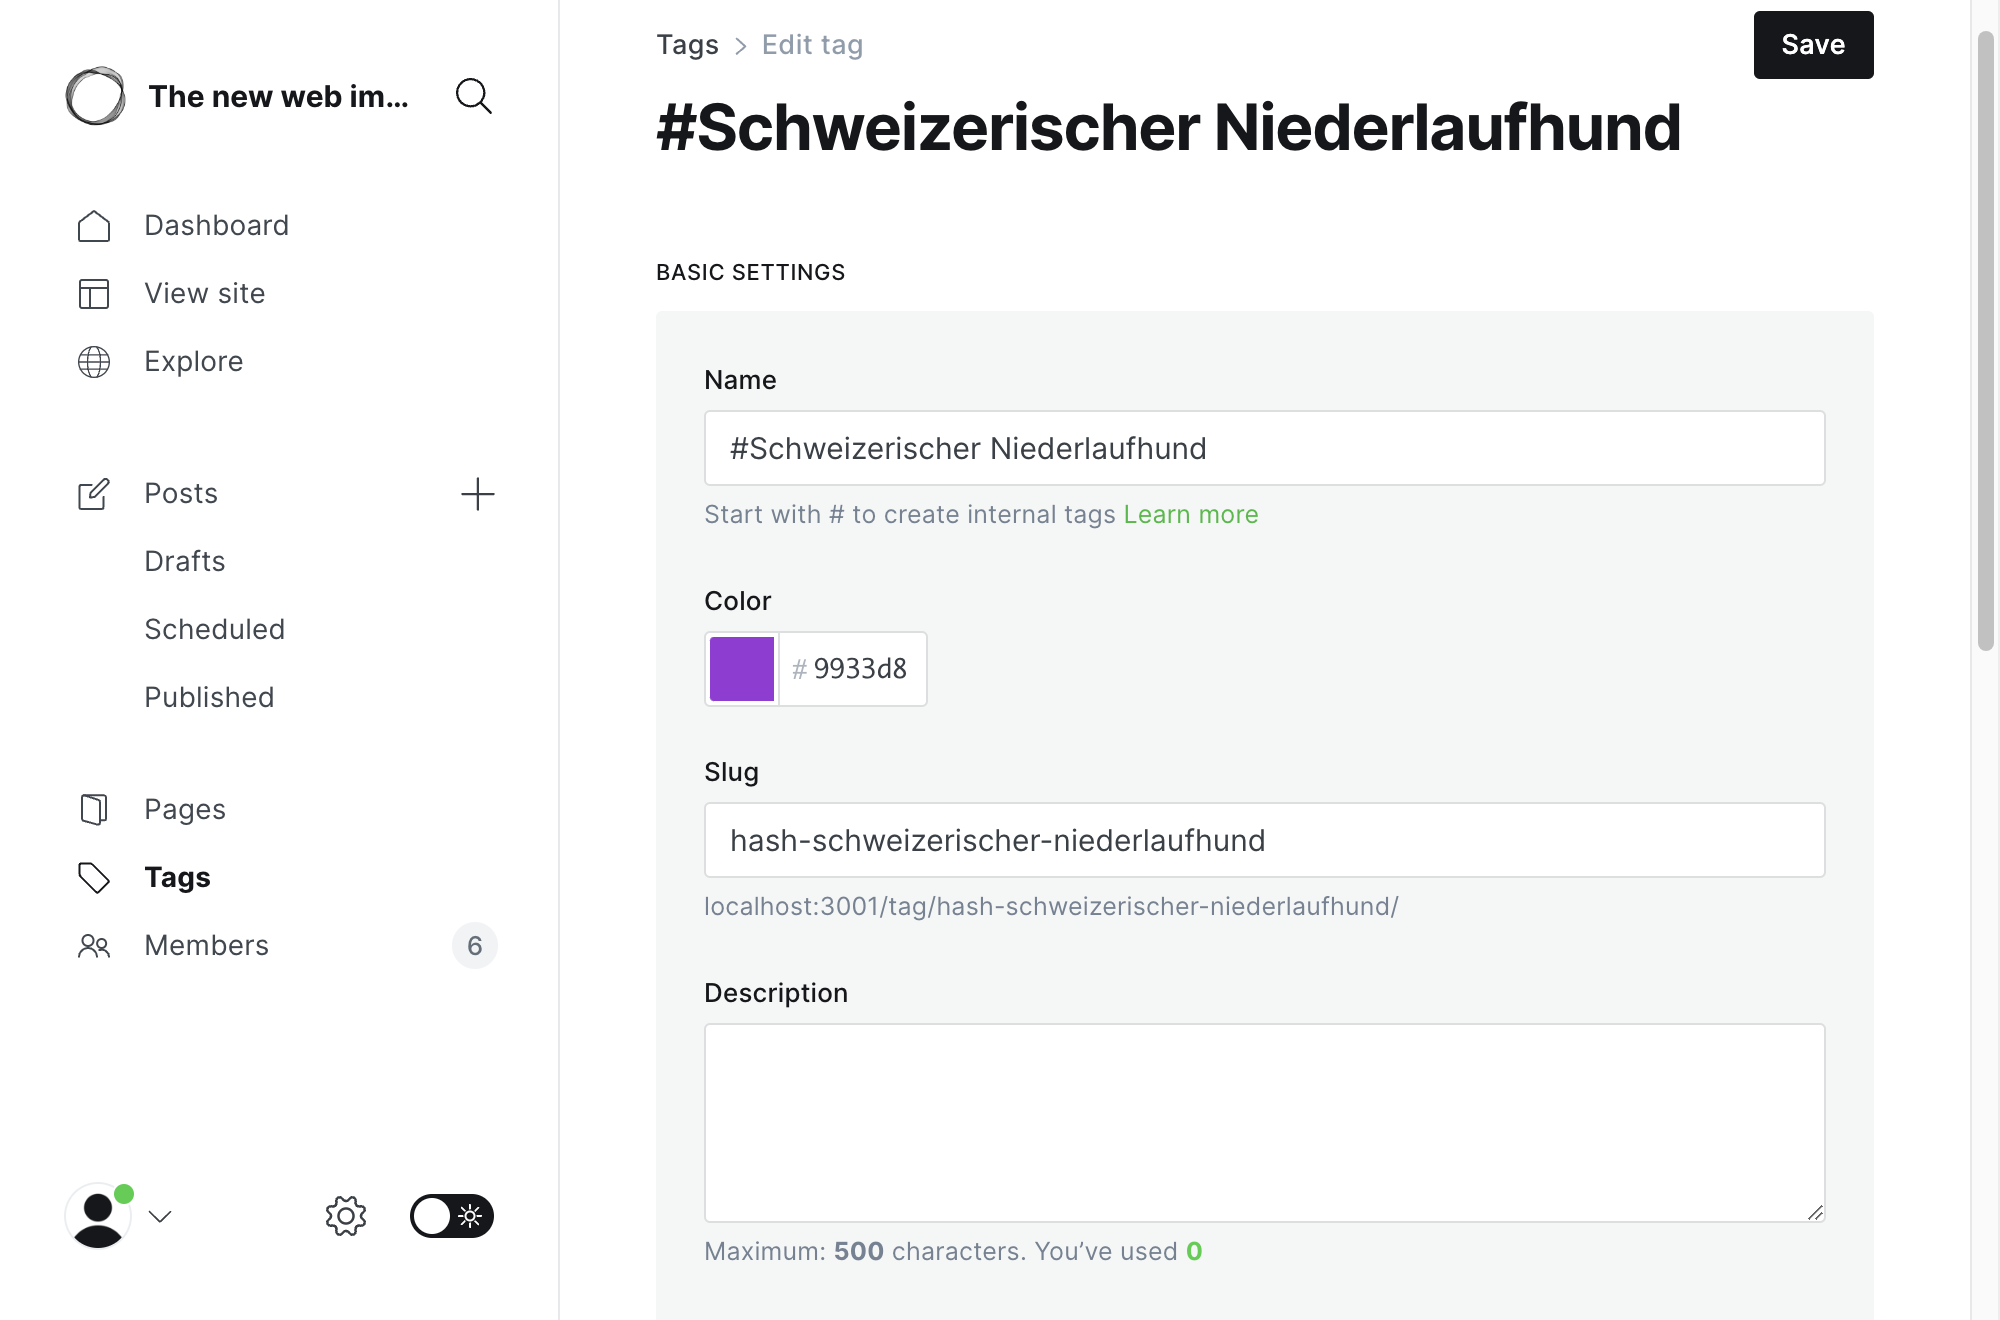 The new web im...
Dashboard
View site
Explore
Posts
Drafts
Scheduled
Published
Pages
Tags
Members
6
Tags > Edit tag
Save
#Schweizerischer Niederlaufhund
BASIC SETTINGS
Name
#Schweizerischer Niederlaufhund
Start with # to create internal tags Learn more
Color
# 9933d8
Slug
hash-schweizerischer-niederlaufhund
localhost:3001/tag/hash-schweizerischer-niederlaufhund/
Description
Maximum: 500 characters. You’ve used 0